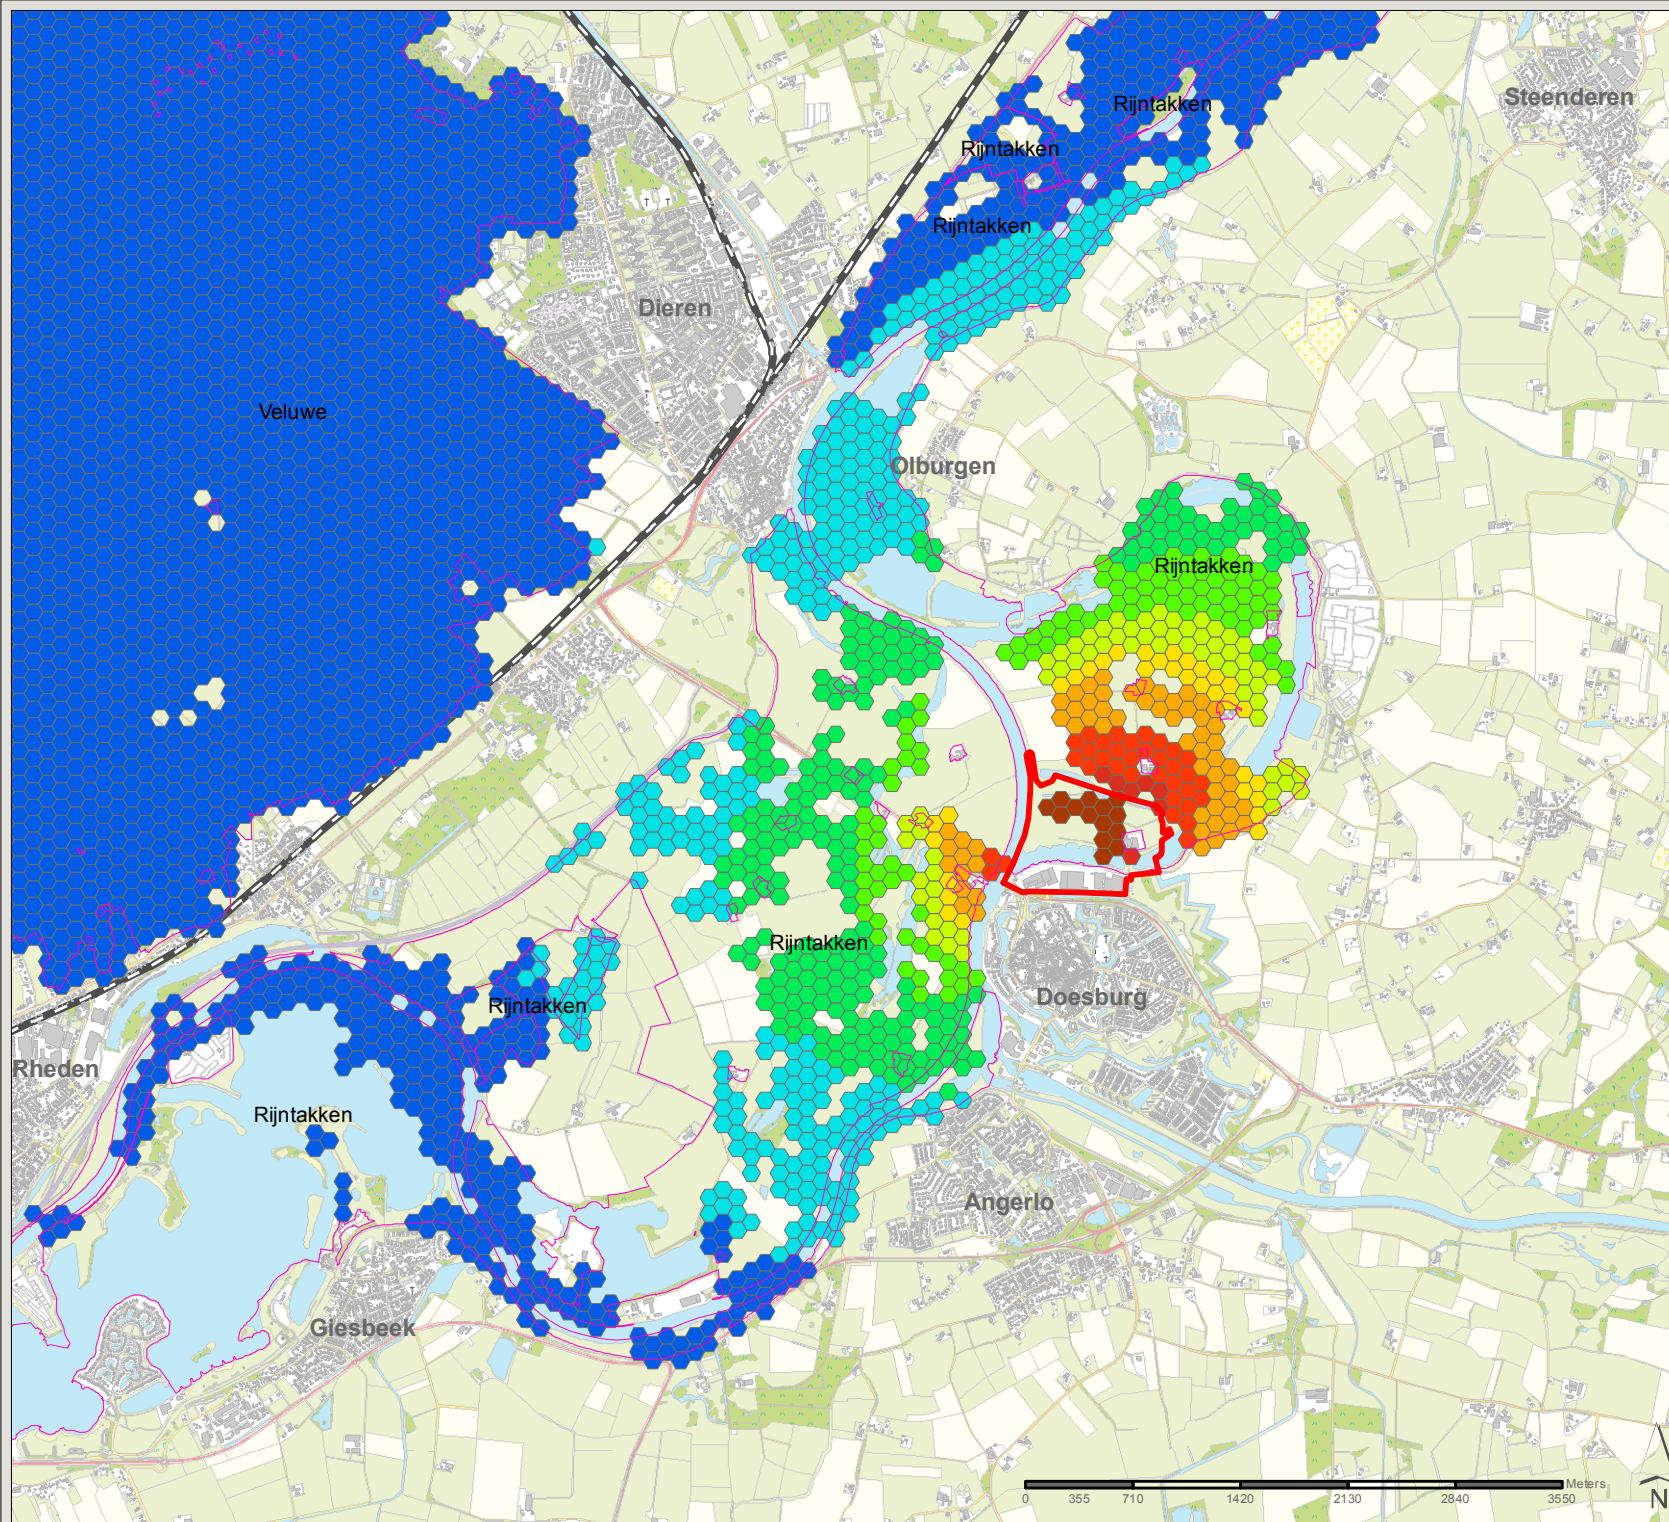 Steenderen
Rijntakken
Rijntakken
Rijntakken
Dieren
Veluwe
Olburgen
Rijntakken
Rijntakken
Doesburg
Rijntakken
Rheden
Rijntakken
Angerlo
Giesbeek
Meters
0 355 710 1420 2130 2840 3550
N